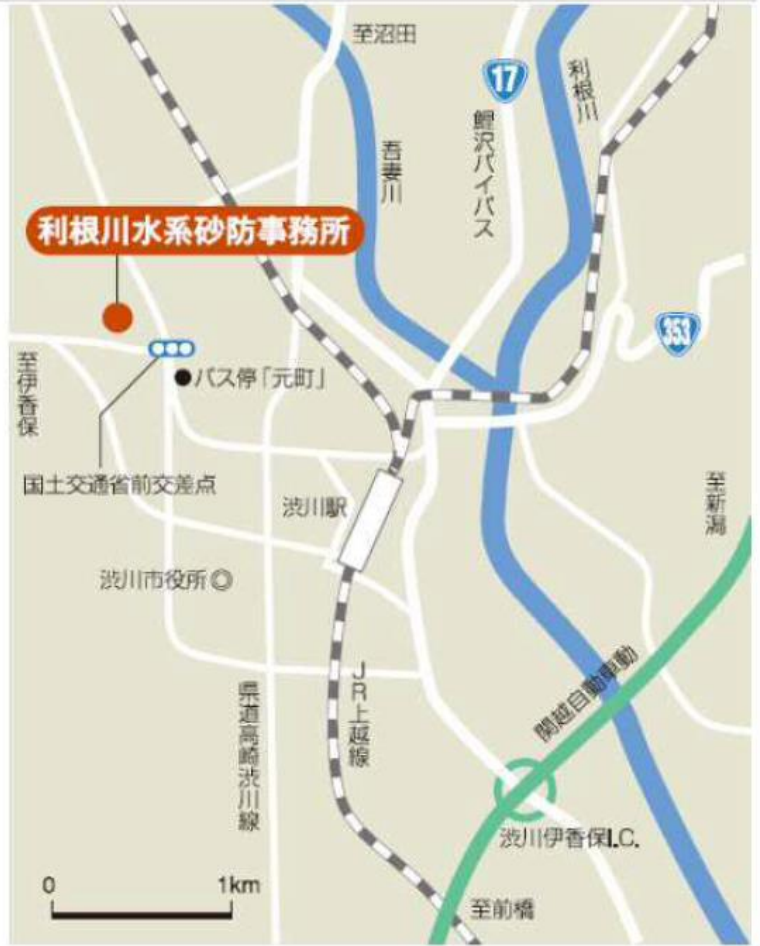 至沼田
17
利根川
鯉沢バイパス
吾妻川
利根川水系砂防事務所
353
至伊香保
バス停「元町」
国土交通省前交差点
至新潟
渋川駅
渋川市役所◎
関越自動車動
JR上越線
県道高崎渋川線
渋川伊香保I.C.
0 1km
至前橋